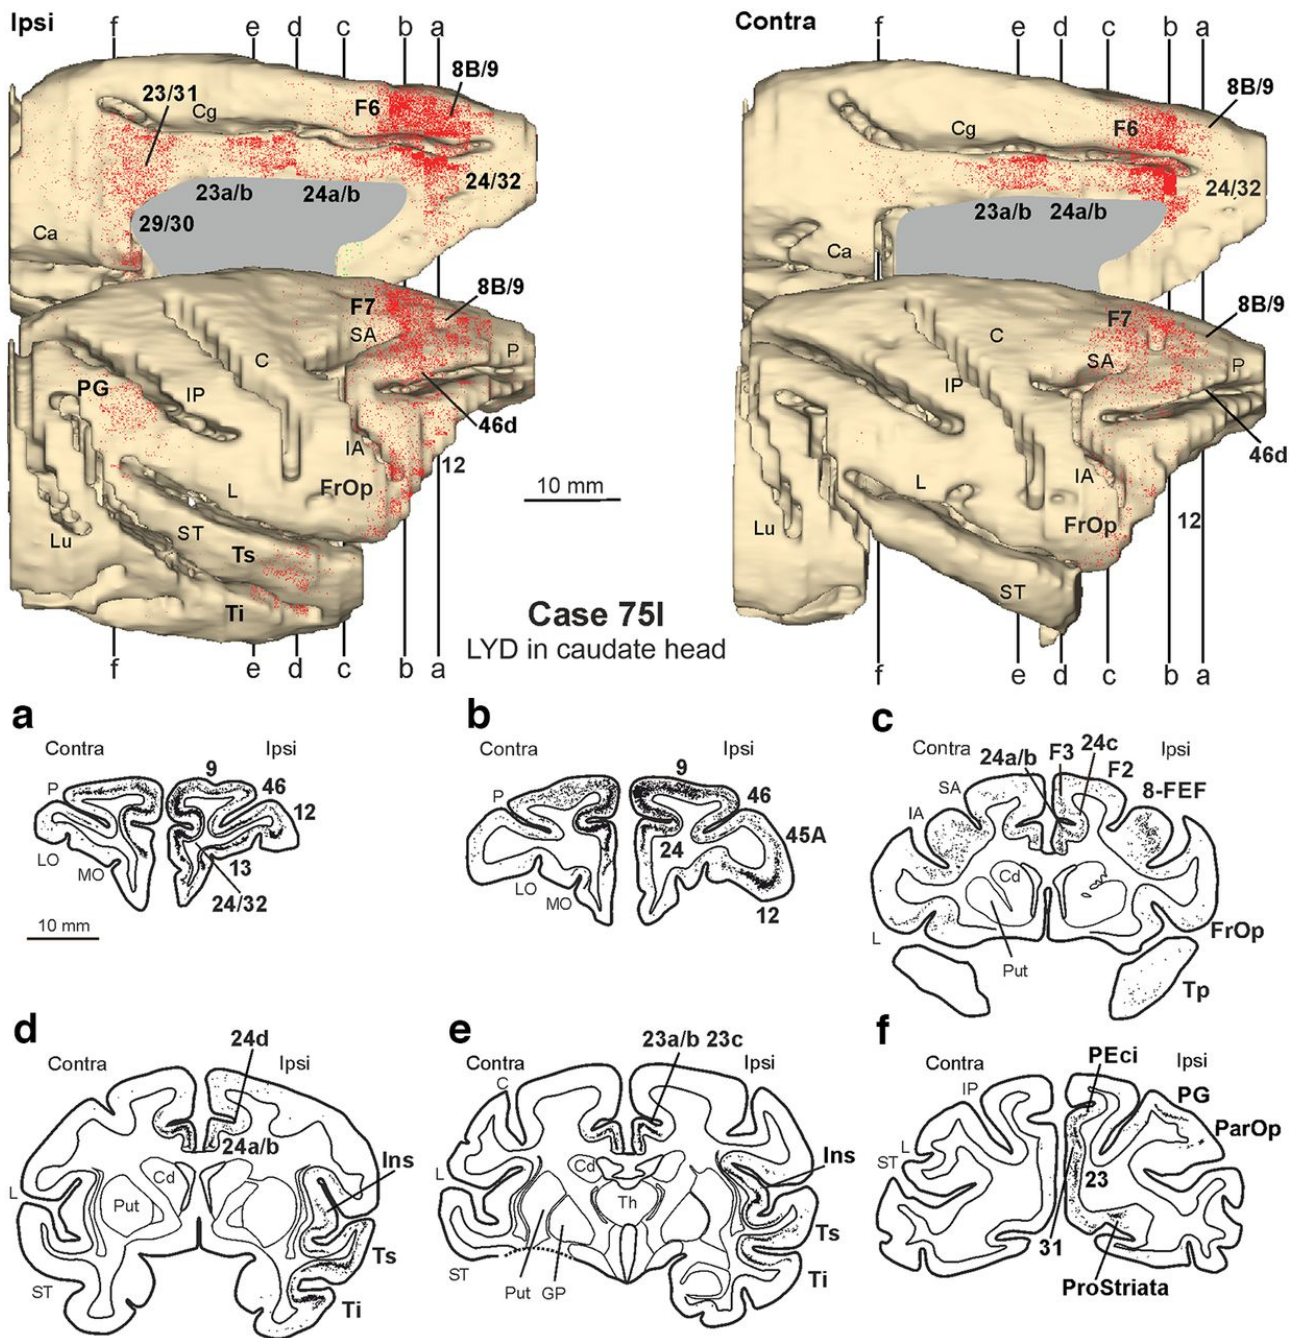 Ipsi
f
e
d
c
b
a
8B/9
23/31
Cg
F6
24/32
23a/b
24a/b
29/30
Ca
8B/9
F7
SA
P
C
PG
IP
46d
IA
12
L
FrOp
ST
Lu
Ts
Ti
f
e
d
c
b
a
10 mm
Case 75I
LYD in caudate head
Contra
f
e
d
c
b
a
8B/9
Cg
F6
24/32
23a/b
24a/b
Ca
8B/9
F7
C
SA
P
IP
46d
IA
L
FrOp
Lu
12
ST
f
e
d
c
b
a
a
Contra
Ipsi
9
P
46
12
LO
MO
13
24/32
10 mm
b
Contra
Ipsi
9
P
46
45A
24
LO
MO
12
c
Contra
Ipsi
24a/b
F3
24c
F2
SA
8-FEF
IA
Cd
L
FrOp
Put
Tp
d
Contra
24d
Ipsi
24a/b
Ins
L
Cd
Put
Ts
ST
Ti
e
Contra
23a/b 23c
Ipsi
C
Ins
L
Cd
Th
Ts
ST
Ti
Put
GP
f
Contra
PEci
Ipsi
IP
PG
ParOp
L
ST
23
31
ProStriata